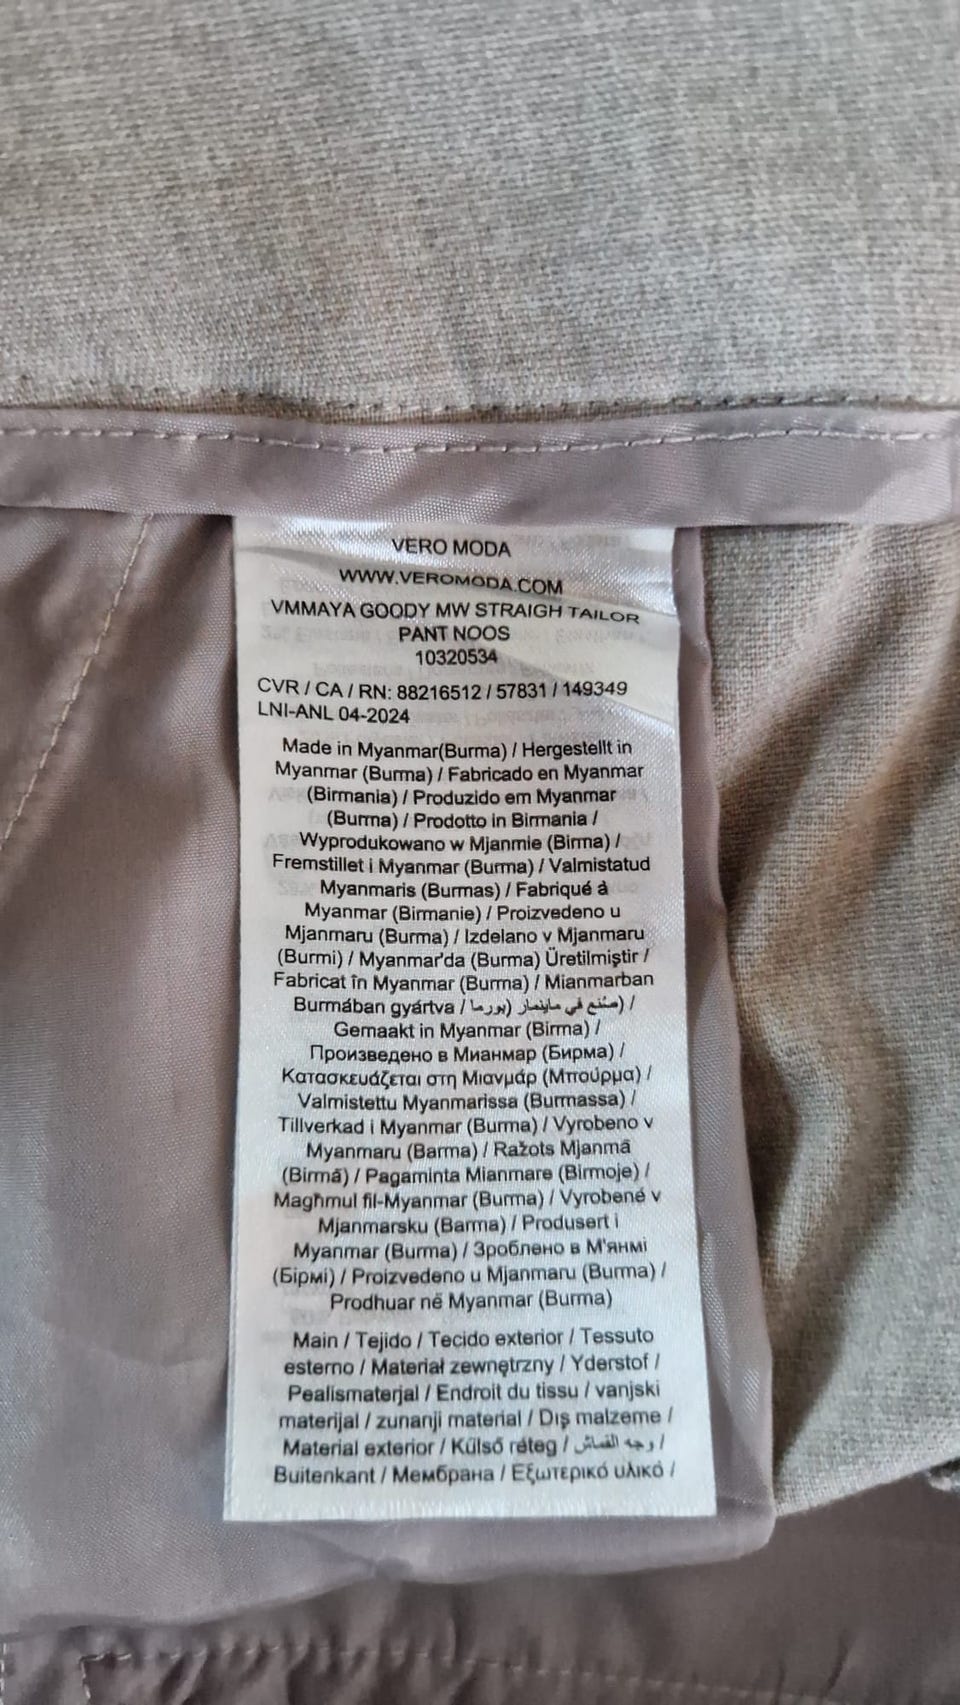 VERO MODA
WWW.VEROMODA.COM
VMMAYA GOODY MW STRAIGH TAILOR
PANT NOOS
10320534
CVR / CA / RN: 88216512 / 57831 / 149349
LNI-ANL 04-2024
Made in Myanmar(Burma) / Hergestellt in
Myanmar (Burma) / Fabricado en Myanmar
(Birmania) / Produzido em Myanmar
(Burma) / Prodotto in Birmania /
Wyprodukowano w Mjanmie (Birma) /
Fremstillet i Myanmar (Burma) / Valmistatud
Myanmaris (Burmas) / Fabriqué à
Myanmar (Birmanie) / Proizvedeno u
Mjanmaru (Burma) / Izdelano v Mjanmaru
(Burmi) / Myanmar'da (Burma) Üretilmiştir /
Fabricat în Myanmar (Burma) / Mianmarban
Burmában gyártva / صُنع في ماينمار (بورما) /
Gemaakt in Myanmar (Birma) /
Произведено в Мианмар (Бирма) /
Κατασκευάζεται στη Μιανμάρ (Μπούρμα) /
Valmistettu Myanmarissa (Burmassa) /
Tillverkad i Myanmar (Burma) / Vyrobeno v
Myanmaru (Barma) / Ražots Mjanmā
(Birmā) / Pagaminta Mianmare (Birmoje) /
Magħmul fil-Myanmar (Burma) / Vyrobené v
Mjanmarsku (Barma) / Produsert i
Myanmar (Burma) / Зроблено в М'янмі
(Бірмі) / Proizvedeno u Mjanmaru (Burma) /
Prodhuar në Myanmar (Burma)
Main / Tejido / Tecido exterior / Tessuto
esterno / Materiał zewnętrzny / Yderstof /
Pealismaterjal / Endroit du tissu / vanjski
materijal / zunanji material / Dış malzeme /
Material exterior / Külső réteg / وجه القماش /
Buitenkant / Мембрана / Εξωτερικό υλικό /